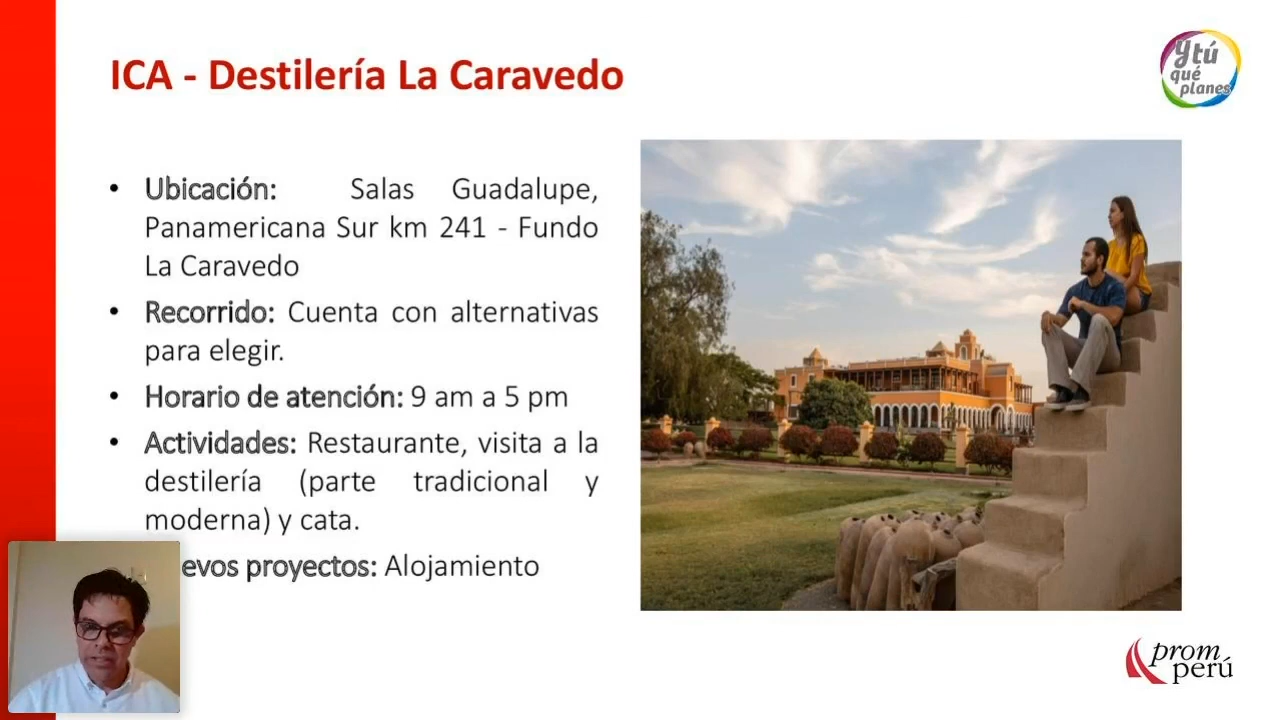 ICA - Destilería La Caravedo
Y tú
qué
planes
• Ubicación: Salas Guadalupe,
Panamericana Sur km 241 - Fundo
La Caravedo
• Recorrido: Cuenta con alternativas
para elegir.
• Horario de atención: 9 am a 5 pm
• Actividades: Restaurante, visita a la
destilería (parte tradicional y
moderna) y cata.
evos proyectos: Alojamiento
prom
perú